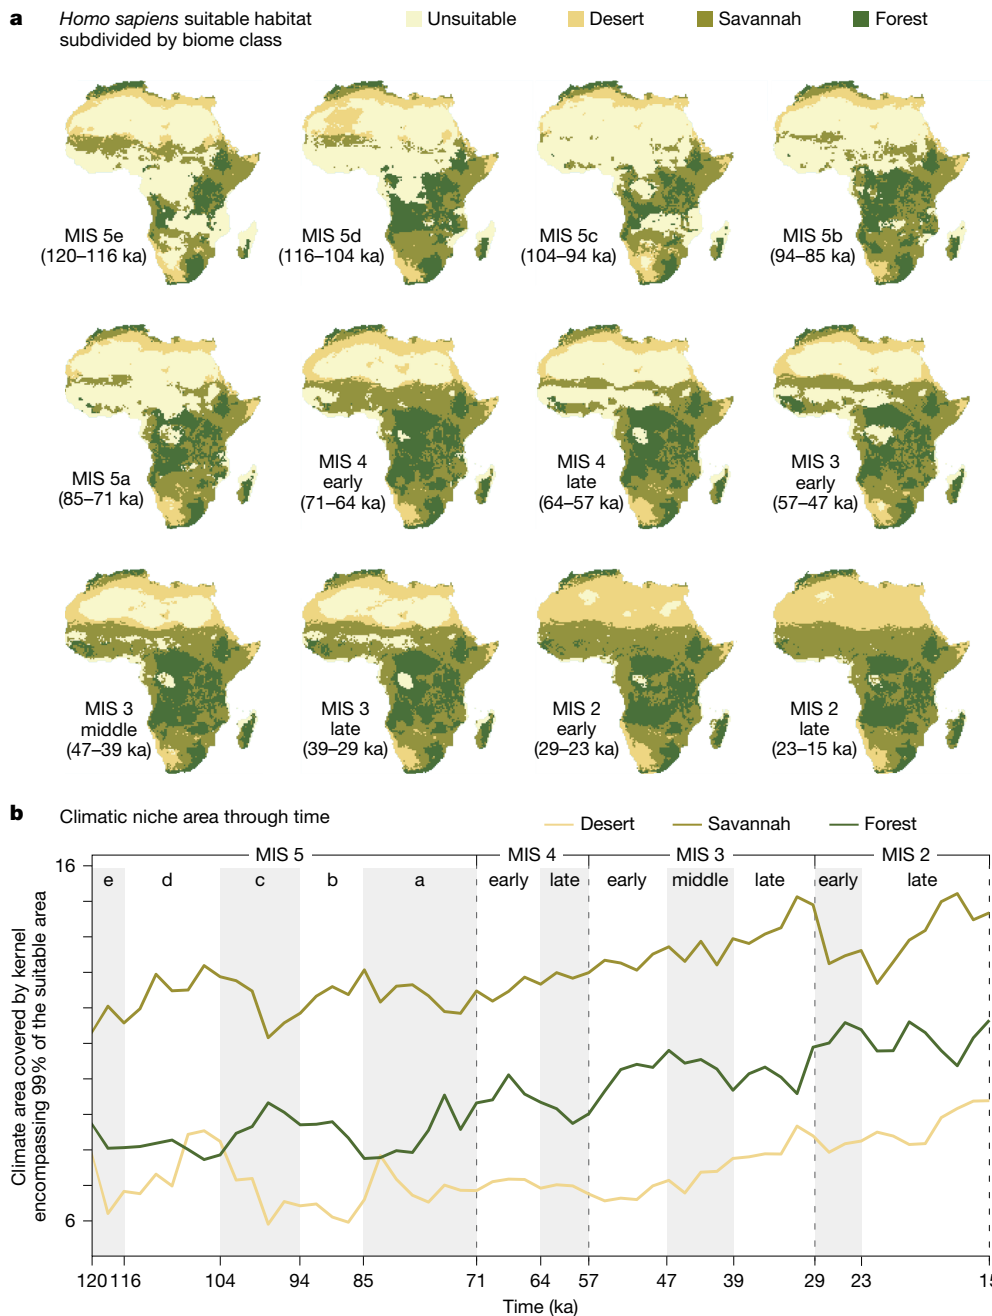 a
Homo sapiens suitable habitat
subdivided by biome class
Unsuitable
Desert
Savannah
Forest
MIS 5e
(120–116 ka)
MIS 5d
(116–104 ka)
MIS 5c
(104–94 ka)
MIS 5b
(94–85 ka)
MIS 5a
(85–71 ka)
MIS 4
early
(71–64 ka)
MIS 4
late
(64–57 ka)
MIS 3
early
(57–47 ka)
MIS 3
middle
(47–39 ka)
MIS 3
late
(39–29 ka)
MIS 2
early
(29–23 ka)
MIS 2
late
(23–15 ka)
b
Climatic niche area through time
Desert
Savannah
Forest
MIS 5
MIS 4
MIS 3
MIS 2
e
d
c
b
a
early
late
early
middle
late
early
late
16
6
Climate area covered by kernel
encompassing 99% of the suitable area
120
116
104
94
85
71
64
57
47
39
29
23
15
Time (ka)